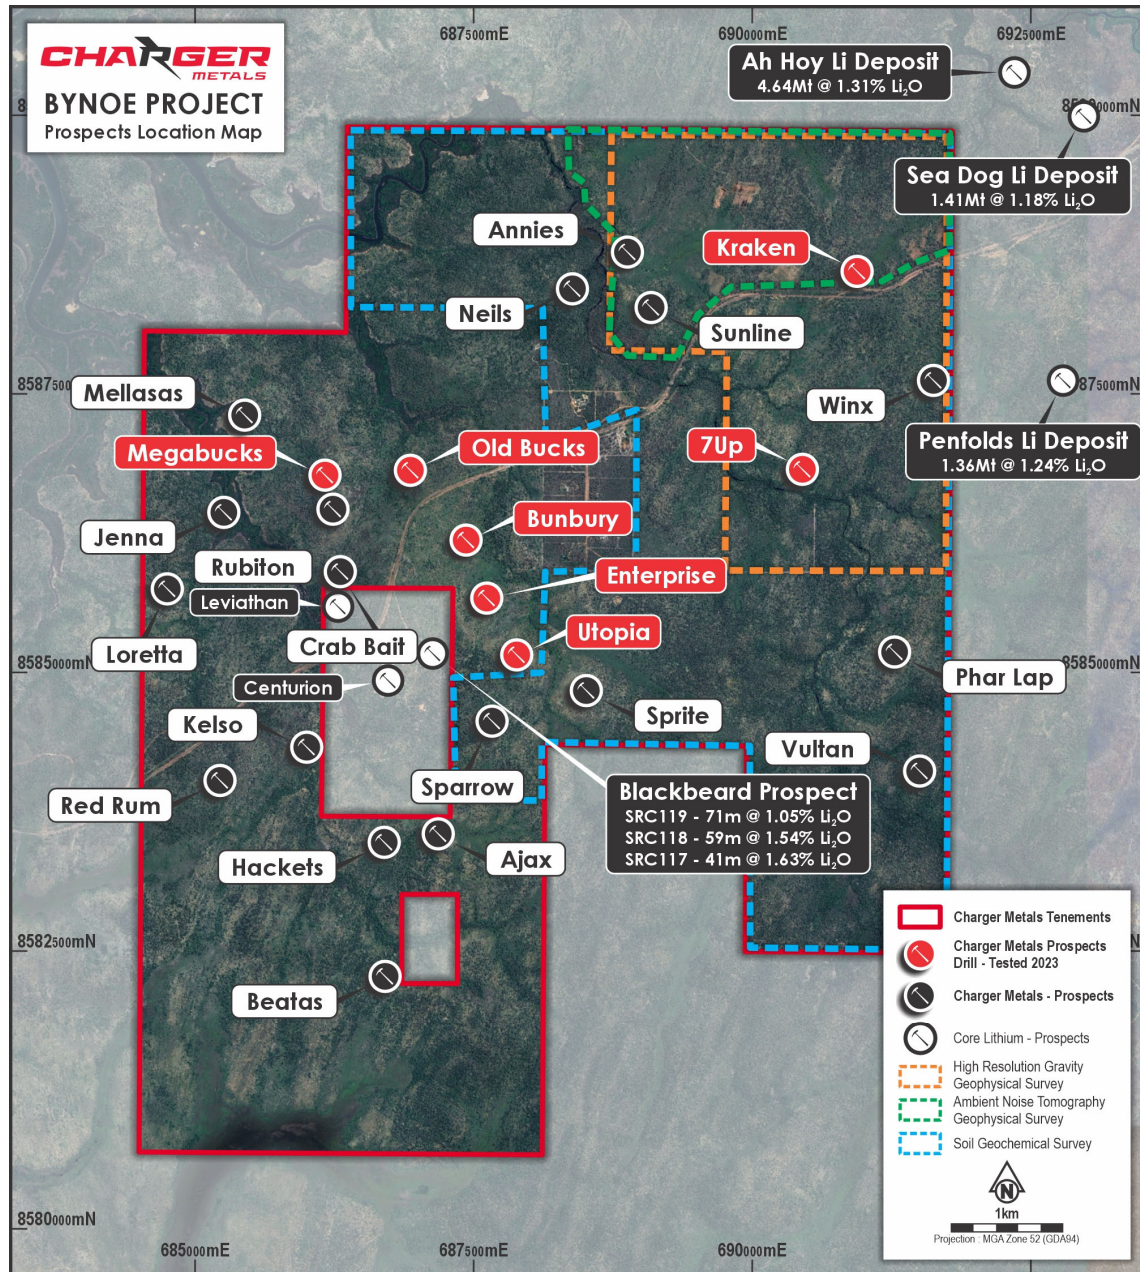 687500mE
690000mE
692500mE
CHARGER
METALS
BYNOE PROJECT
Prospects Location Map
Ah Hoy Li Deposit
4.64Mt @ 1.31% Li₂O
Sea Dog Li Deposit
1.41Mt @ 1.18% Li₂O
Annies
Kraken
Neils
Sunline
8587500mN
87500mN
Mellasas
Winx
Megabucks
Old Bucks
7Up
Penfolds Li Deposit
1.36Mt @ 1.24% Li₂O
Jenna
Bunbury
Rubiton
Enterprise
Leviathan
Loretta
Crab Bait
Utopia
8585000mN
8585000mN
Centurion
Phar Lap
Kelso
Sprite
Vultan
Red Rum
Sparrow
Blackbeard Prospect
SRC119 - 71m @ 1.05% Li₂O
SRC118 - 59m @ 1.54% Li₂O
SRC117 - 41m @ 1.63% Li₂O
Hackets
Ajax
8582500mN
Beatas
Charger Metals Tenements
Charger Metals Prospects
Drill - Tested 2023
Charger Metals - Prospects
Core Lithium - Prospects
High Resolution Gravity
Geophysical Survey
Ambient Noise Tomography
Geophysical Survey
Soil Geochemical Survey
N
1km
Projection : MGA Zone 52 (GDA94)
8580000mN
685000mE
687500mE
690000mE